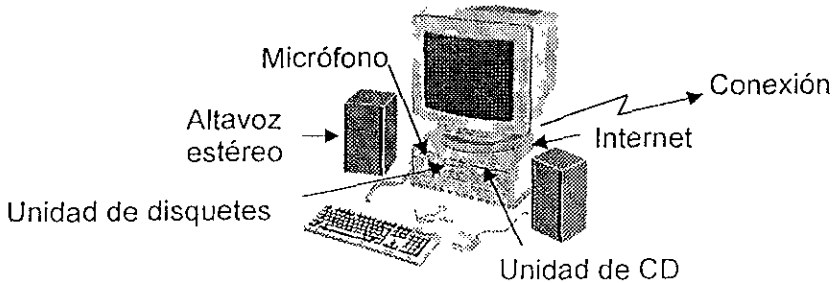 Micrófono
Conexión
Altavoz
estéreo
Internet
Unidad de disquetes
Unidad de CD